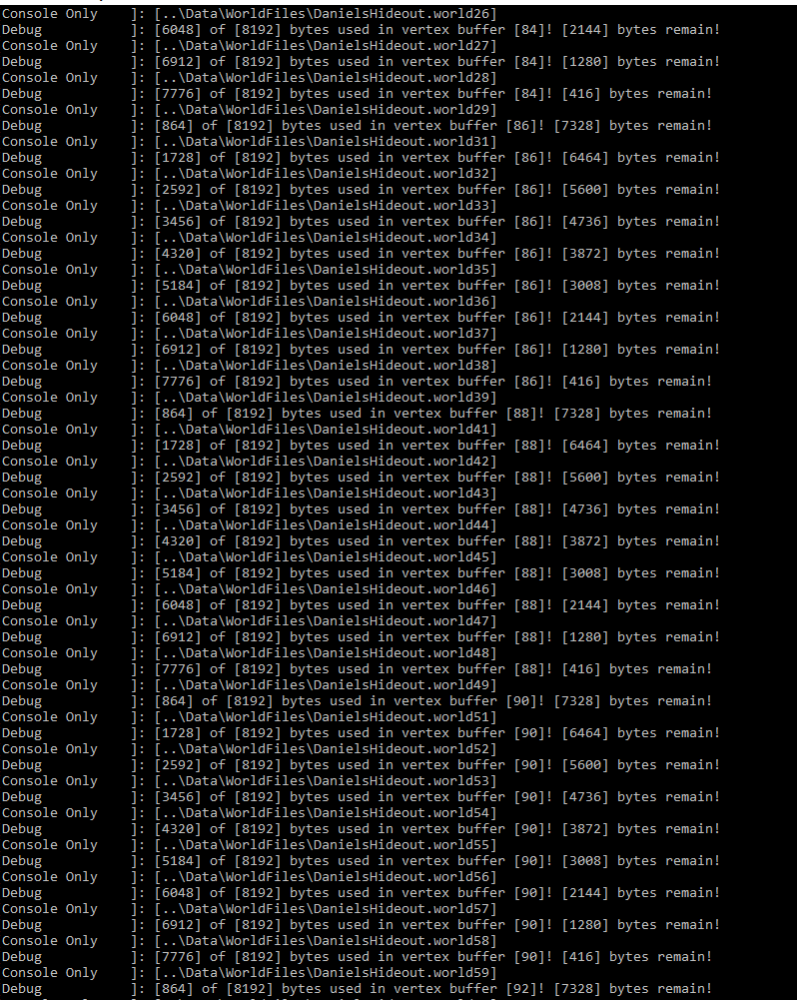 Console Only    ]: [..\Data\WorldFiles\DanielsHideout.world26]
Debug           ]: [6048] of [8192] bytes used in vertex buffer [84]! [2144] bytes remain!
Console Only    ]: [..\Data\WorldFiles\DanielsHideout.world27]
Debug           ]: [6912] of [8192] bytes used in vertex buffer [84]! [1280] bytes remain!
Console Only    ]: [..\Data\WorldFiles\DanielsHideout.world28]
Debug           ]: [7776] of [8192] bytes used in vertex buffer [84]! [416] bytes remain!
Console Only    ]: [..\Data\WorldFiles\DanielsHideout.world29]
Debug           ]: [864] of [8192] bytes used in vertex buffer [86]! [7328] bytes remain!
Console Only    ]: [..\Data\WorldFiles\DanielsHideout.world31]
Debug           ]: [1728] of [8192] bytes used in vertex buffer [86]! [6464] bytes remain!
Console Only    ]: [..\Data\WorldFiles\DanielsHideout.world32]
Debug           ]: [2592] of [8192] bytes used in vertex buffer [86]! [5600] bytes remain!
Console Only    ]: [..\Data\WorldFiles\DanielsHideout.world33]
Debug           ]: [3456] of [8192] bytes used in vertex buffer [86]! [4736] bytes remain!
Console Only    ]: [..\Data\WorldFiles\DanielsHideout.world34]
Debug           ]: [4320] of [8192] bytes used in vertex buffer [86]! [3872] bytes remain!
Console Only    ]: [..\Data\WorldFiles\DanielsHideout.world35]
Debug           ]: [5184] of [8192] bytes used in vertex buffer [86]! [3008] bytes remain!
Console Only    ]: [..\Data\WorldFiles\DanielsHideout.world36]
Debug           ]: [6048] of [8192] bytes used in vertex buffer [86]! [2144] bytes remain!
Console Only    ]: [..\Data\WorldFiles\DanielsHideout.world37]
Debug           ]: [6912] of [8192] bytes used in vertex buffer [86]! [1280] bytes remain!
Console Only    ]: [..\Data\WorldFiles\DanielsHideout.world38]
Debug           ]: [7776] of [8192] bytes used in vertex buffer [86]! [416] bytes remain!
Console Only    ]: [..\Data\WorldFiles\DanielsHideout.world39]
Debug           ]: [864] of [8192] bytes used in vertex buffer [88]! [7328] bytes remain!
Console Only    ]: [..\Data\WorldFiles\DanielsHideout.world41]
Debug           ]: [1728] of [8192] bytes used in vertex buffer [88]! [6464] bytes remain!
Console Only    ]: [..\Data\WorldFiles\DanielsHideout.world42]
Debug           ]: [2592] of [8192] bytes used in vertex buffer [88]! [5600] bytes remain!
Console Only    ]: [..\Data\WorldFiles\DanielsHideout.world43]
Debug           ]: [3456] of [8192] bytes used in vertex buffer [88]! [4736] bytes remain!
Console Only    ]: [..\Data\WorldFiles\DanielsHideout.world44]
Debug           ]: [4320] of [8192] bytes used in vertex buffer [88]! [3872] bytes remain!
Console Only    ]: [..\Data\WorldFiles\DanielsHideout.world45]
Debug           ]: [5184] of [8192] bytes used in vertex buffer [88]! [3008] bytes remain!
Console Only    ]: [..\Data\WorldFiles\DanielsHideout.world46]
Debug           ]: [6048] of [8192] bytes used in vertex buffer [88]! [2144] bytes remain!
Console Only    ]: [..\Data\WorldFiles\DanielsHideout.world47]
Debug           ]: [6912] of [8192] bytes used in vertex buffer [88]! [1280] bytes remain!
Console Only    ]: [..\Data\WorldFiles\DanielsHideout.world48]
Debug           ]: [7776] of [8192] bytes used in vertex buffer [88]! [416] bytes remain!
Console Only    ]: [..\Data\WorldFiles\DanielsHideout.world49]
Debug           ]: [864] of [8192] bytes used in vertex buffer [90]! [7328] bytes remain!
Console Only    ]: [..\Data\WorldFiles\DanielsHideout.world51]
Debug           ]: [1728] of [8192] bytes used in vertex buffer [90]! [6464] bytes remain!
Console Only    ]: [..\Data\WorldFiles\DanielsHideout.world52]
Debug           ]: [2592] of [8192] bytes used in vertex buffer [90]! [5600] bytes remain!
Console Only    ]: [..\Data\WorldFiles\DanielsHideout.world53]
Debug           ]: [3456] of [8192] bytes used in vertex buffer [90]! [4736] bytes remain!
Console Only    ]: [..\Data\WorldFiles\DanielsHideout.world54]
Debug           ]: [4320] of [8192] bytes used in vertex buffer [90]! [3872] bytes remain!
Console Only    ]: [..\Data\WorldFiles\DanielsHideout.world55]
Debug           ]: [5184] of [8192] bytes used in vertex buffer [90]! [3008] bytes remain!
Console Only    ]: [..\Data\WorldFiles\DanielsHideout.world56]
Debug           ]: [6048] of [8192] bytes used in vertex buffer [90]! [2144] bytes remain!
Console Only    ]: [..\Data\WorldFiles\DanielsHideout.world57]
Debug           ]: [6912] of [8192] bytes used in vertex buffer [90]! [1280] bytes remain!
Console Only    ]: [..\Data\WorldFiles\DanielsHideout.world58]
Debug           ]: [7776] of [8192] bytes used in vertex buffer [90]! [416] bytes remain!
Console Only    ]: [..\Data\WorldFiles\DanielsHideout.world59]
Debug           ]: [864] of [8192] bytes used in vertex buffer [92]! [7328] bytes remain!